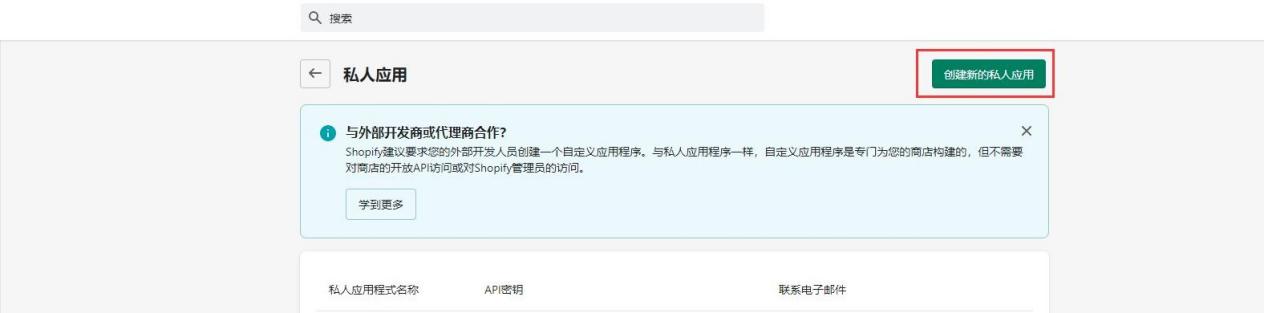 搜索
私人应用
创建新的私人应用
与外部开发商或代理商合作?
Shopify建议要求您的外部开发人员创建一个自定义应用程序。与私人应用程序一样，自定义应用程序是专门为您的商店构建的，但不需要
对商店的开放API访问或对Shopify管理员的访问。
学到更多
私人应用程式名称 API密钥 联系电子邮件